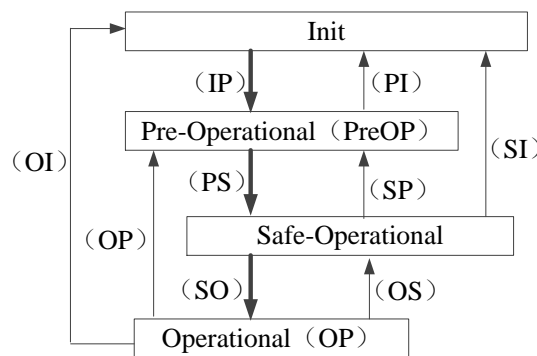 Init
（IP）
（PI）
Pre-Operational（PreOP）
（OI）
（SI）
（PS）
（SP）
（OP）
Safe-Operational
（SO）
（OS）
Operational（OP）